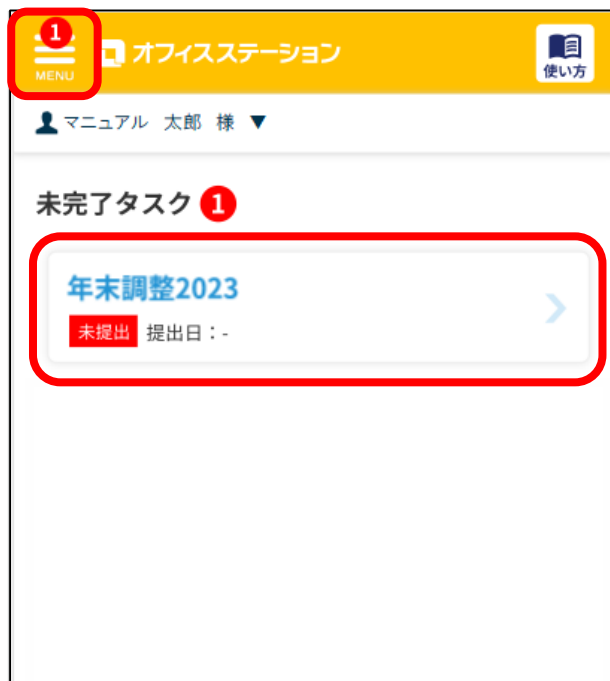 1
MENU
オフィスステーション
使い方
マニュアル 太郎 様 ▼
未完了タスク 1
年末調整2023
未提出 提出日:-